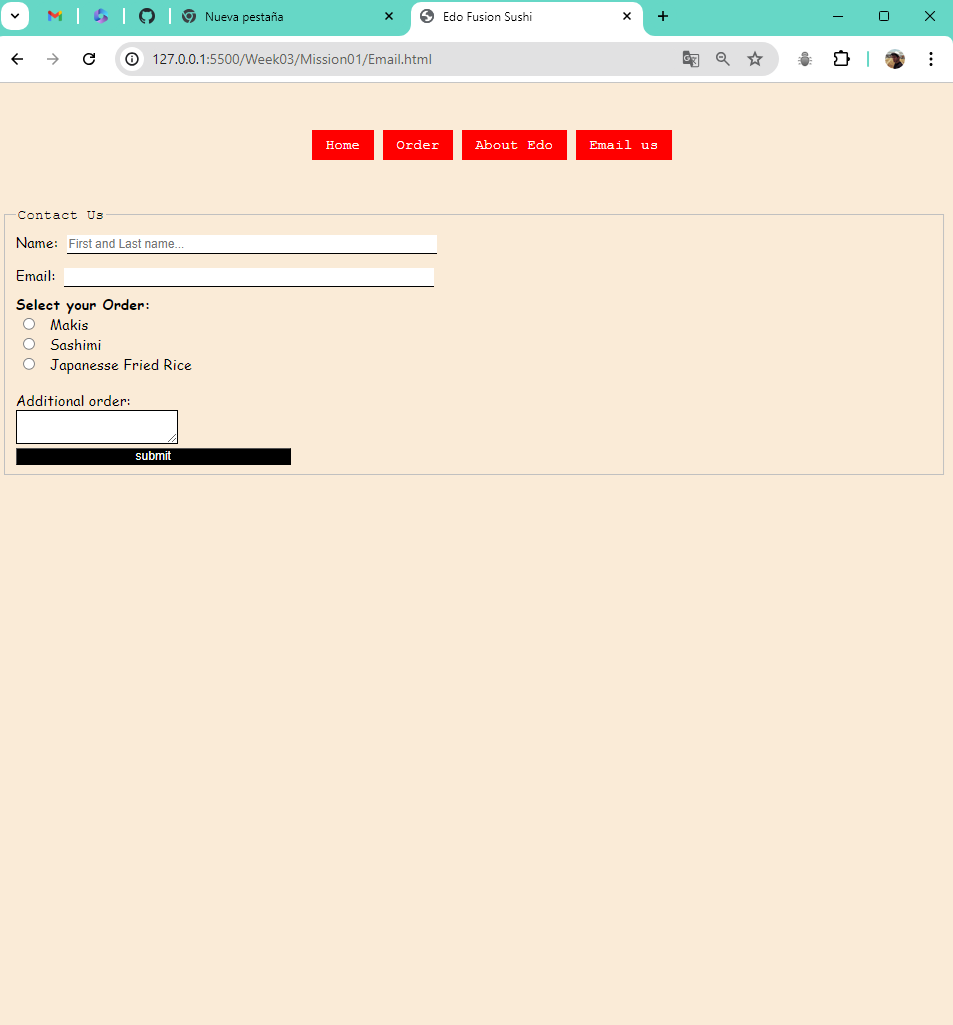 Nueva pestaña
Edo Fusion Sushi
127.0.0.1:5500/Week03/Mission01/Email.html
Home Order About Edo Email us
Contact Us
Name: First and Last name...
Email:
Select your Order:
Makis
Sashimi
Japanesse Fried Rice
Additional order:
submit